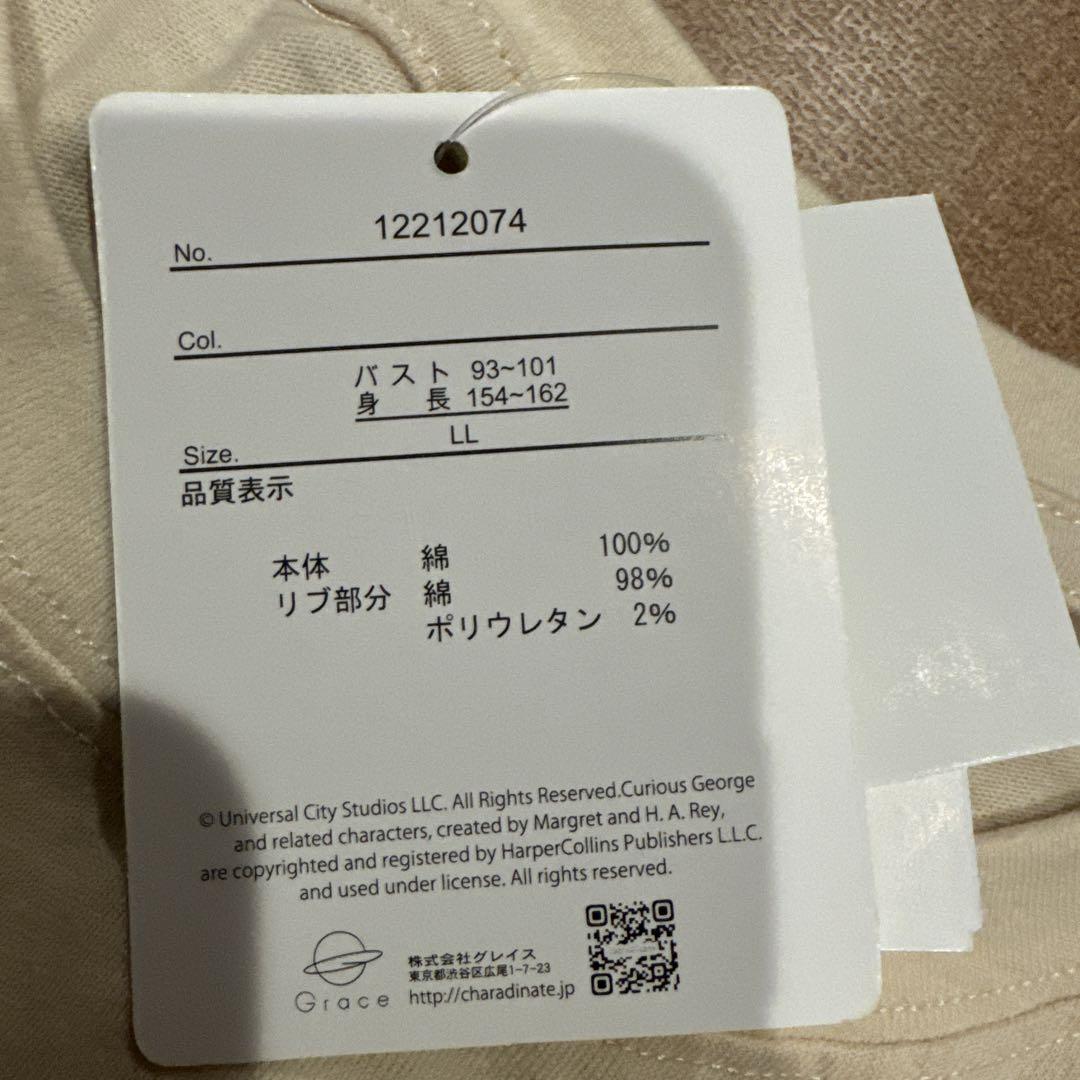 12212074
No.
Col.
バスト 93~101
身 長 154~162
LL
Size.
品質表示
本体 綿 100%
リブ部分 綿 98%
ポリウレタン 2%
© Universal City Studios LLC. All Rights Reserved.Curious George
and related characters, created by Margret and H. A. Rey,
are copyrighted and registered by HarperCollins Publishers L.L.C.
and used under license. All rights reserved.
Grace
株式会社グレイス
東京都渋谷区広尾1-7-23
http://charadinate.jp